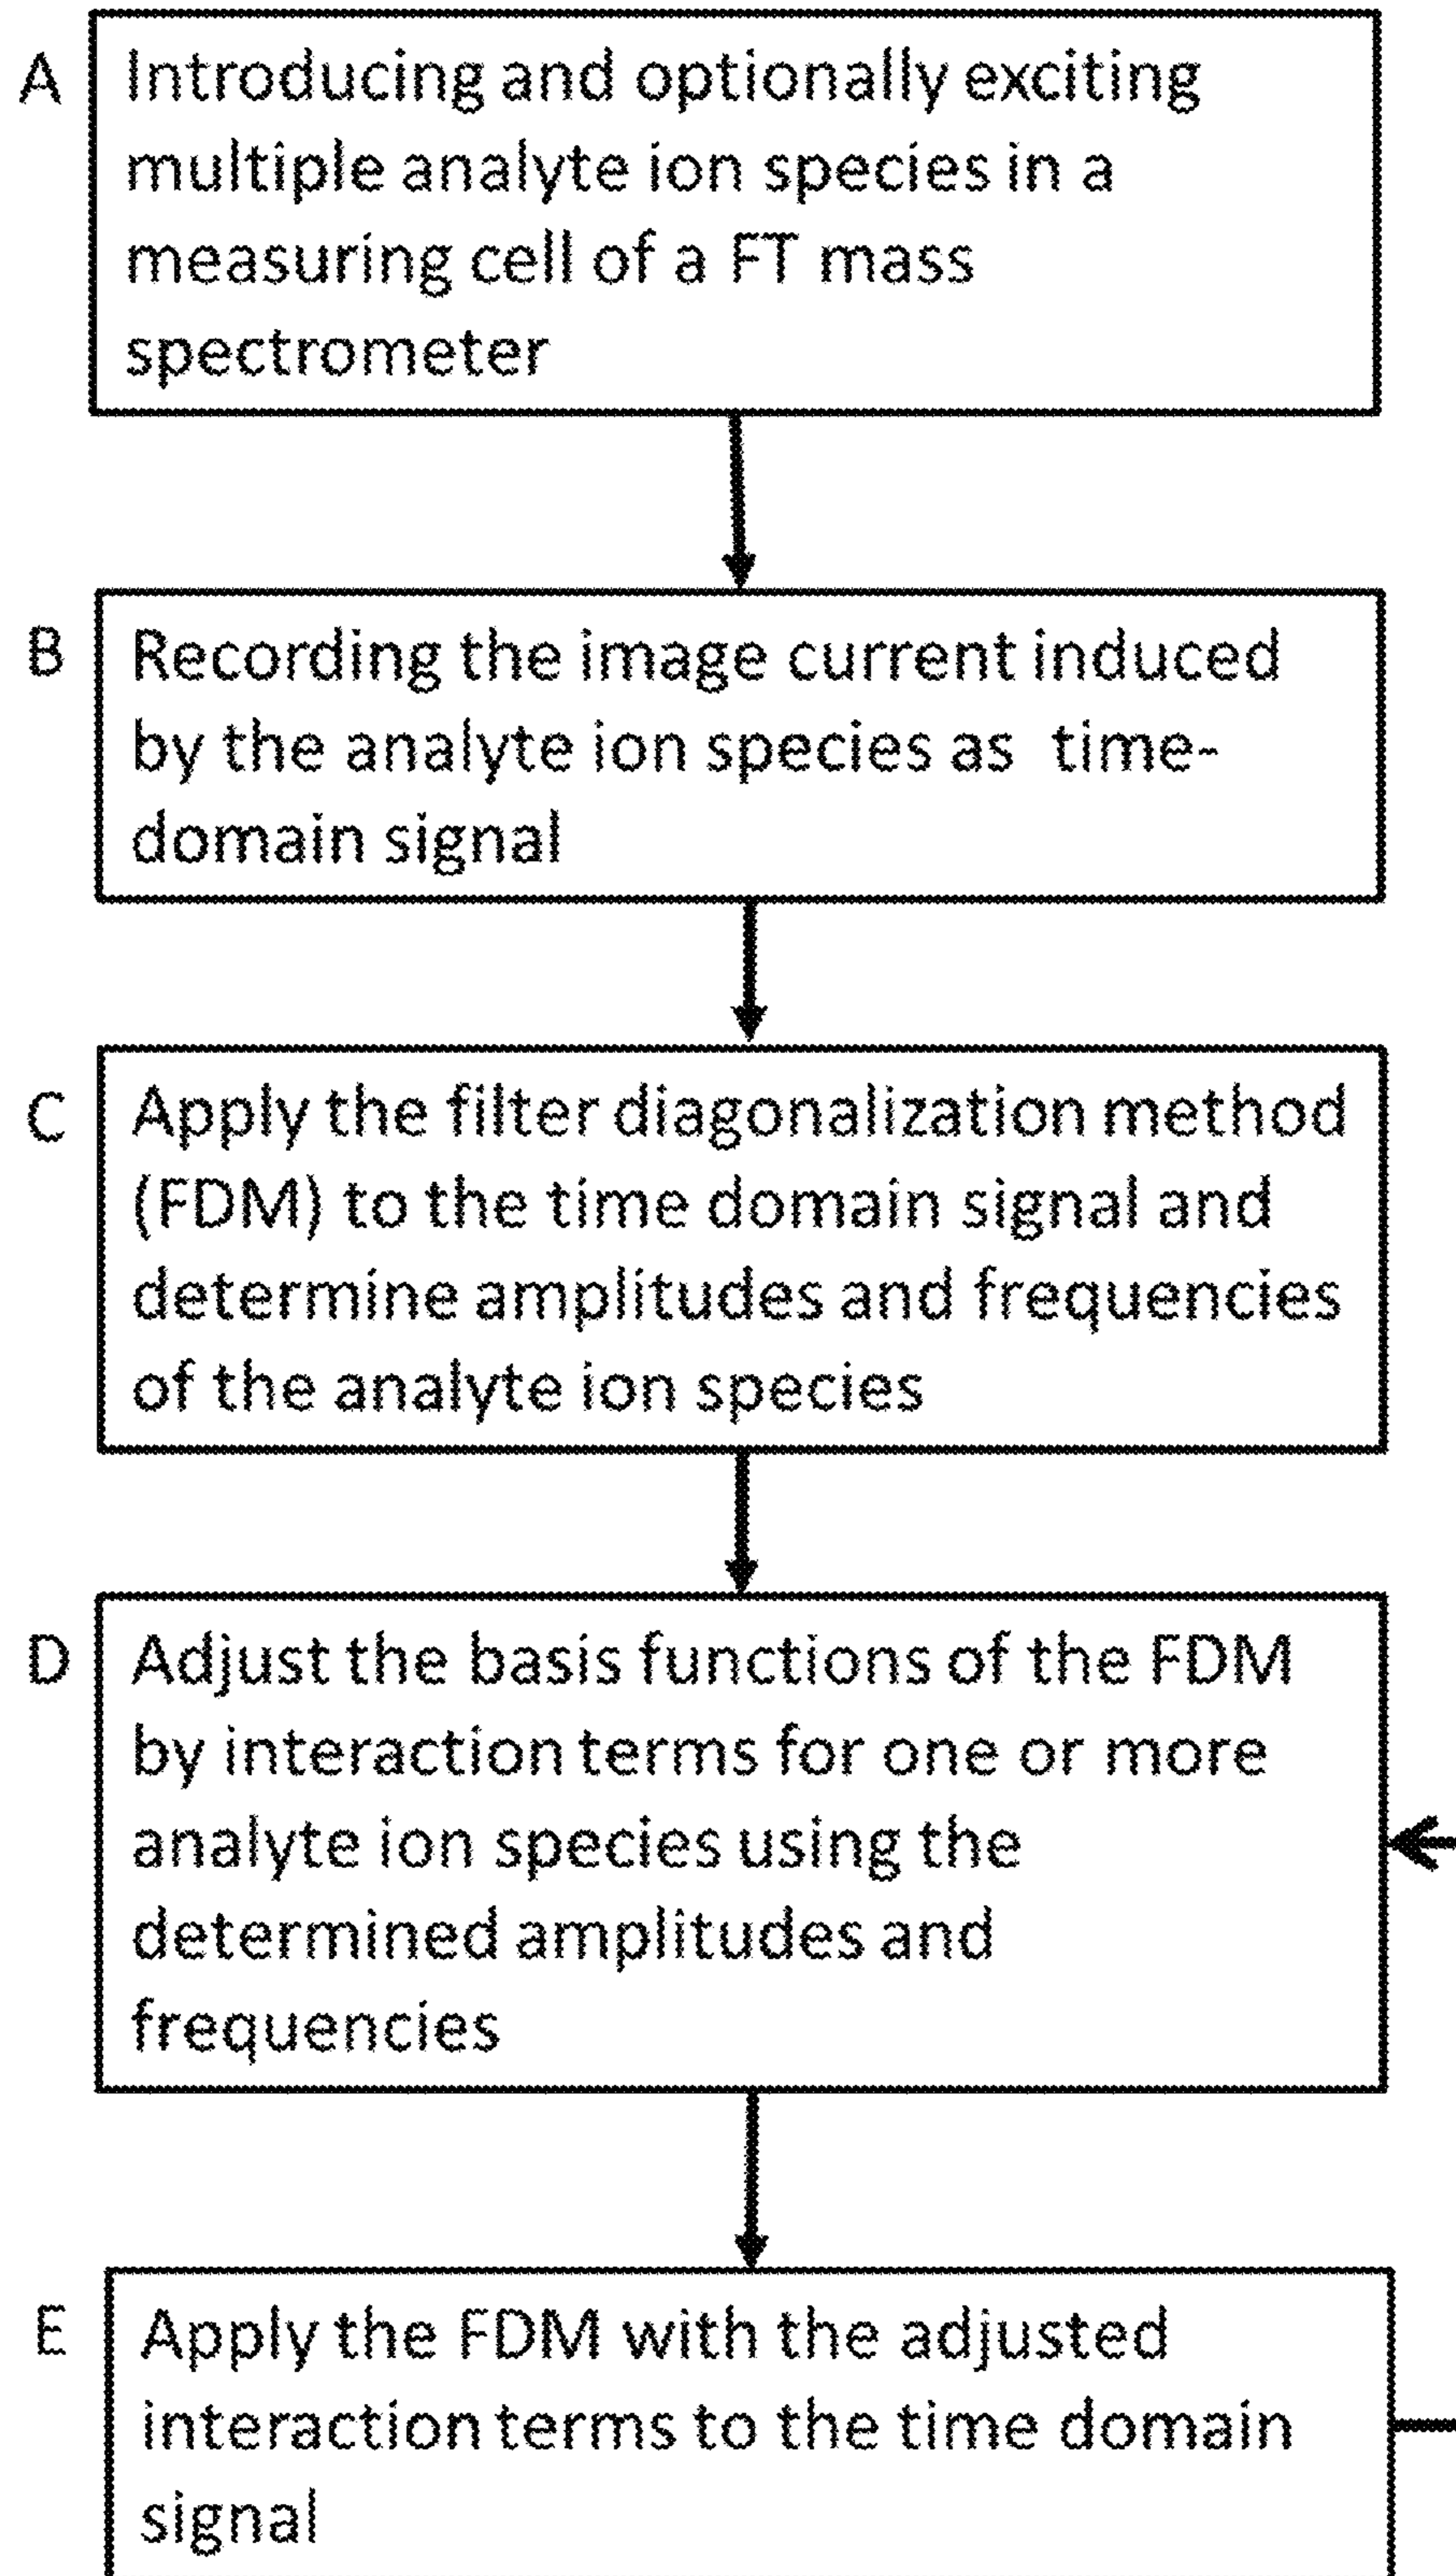 A
Introducing and optionally exciting
multiple analyte ion species in a
measuring cell of a FT mass
spectrometer
B
Recording the image current induced
by the analyte ion species as  time-
domain signal
C
Apply the filter diagonalization method
(FDM) to the time domain signal and
determine amplitudes and frequencies
of the analyte ion species
D
Adjust the basis functions of the FDM
by interaction terms for one or more
analyte ion species using the
determined amplitudes and
frequencies
E
Apply the FDM with the adjusted
interaction terms to the time domain
signal